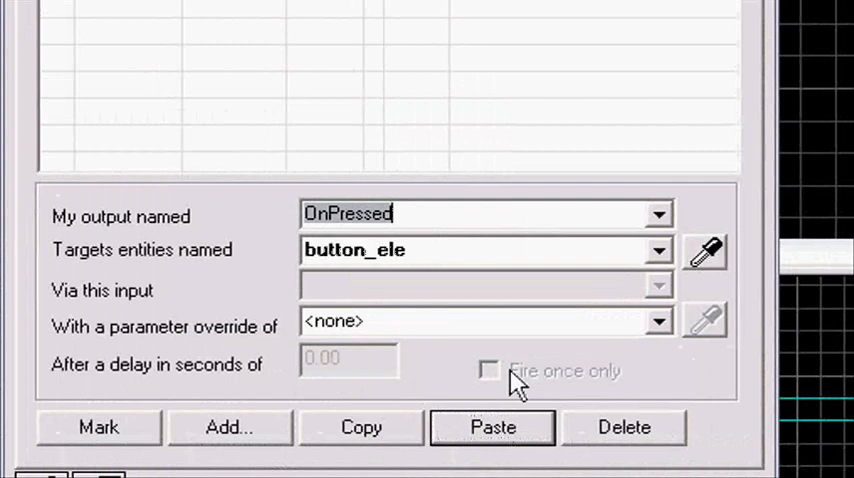 My output named OnPressed
Targets entities named button_ele
Via this input
With a parameter override of <none>
After a delay in seconds of 0.00 Fire once only
Mark Add... Copy Paste Delete